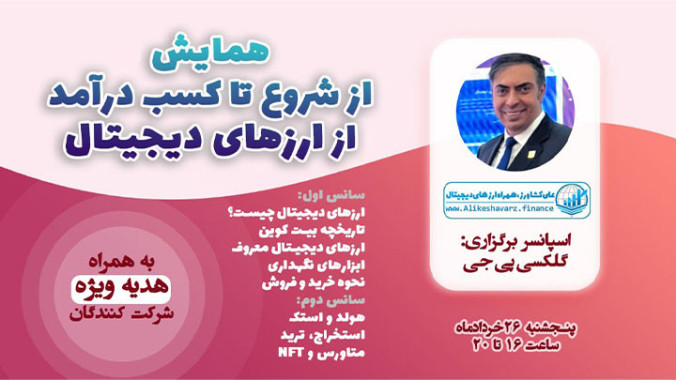 همایش
از شروع تا کسب درآمد
از ارزهای دیجیتال
علی کشاورز، همراه ارزهای دیجیتال
www.Alikeshavarz.finance
اسپانسر برگزاری:
گلکسی پی جی
پنجشنبه ۲۶ خردادماه
ساعت ۱۶ تا ۲۰
سانس اول:
ارزهای دیجیتال چیست؟
تاریخچه بیت کوین
ارزهای دیجیتال معروف
ابزارهای نگهداری
نحوه خرید و فروش
سانس دوم:
هولد و استک
استخراج، ترید
متاورس و NFT
به همراه
هدیه ویژه
شرکت کنندگان